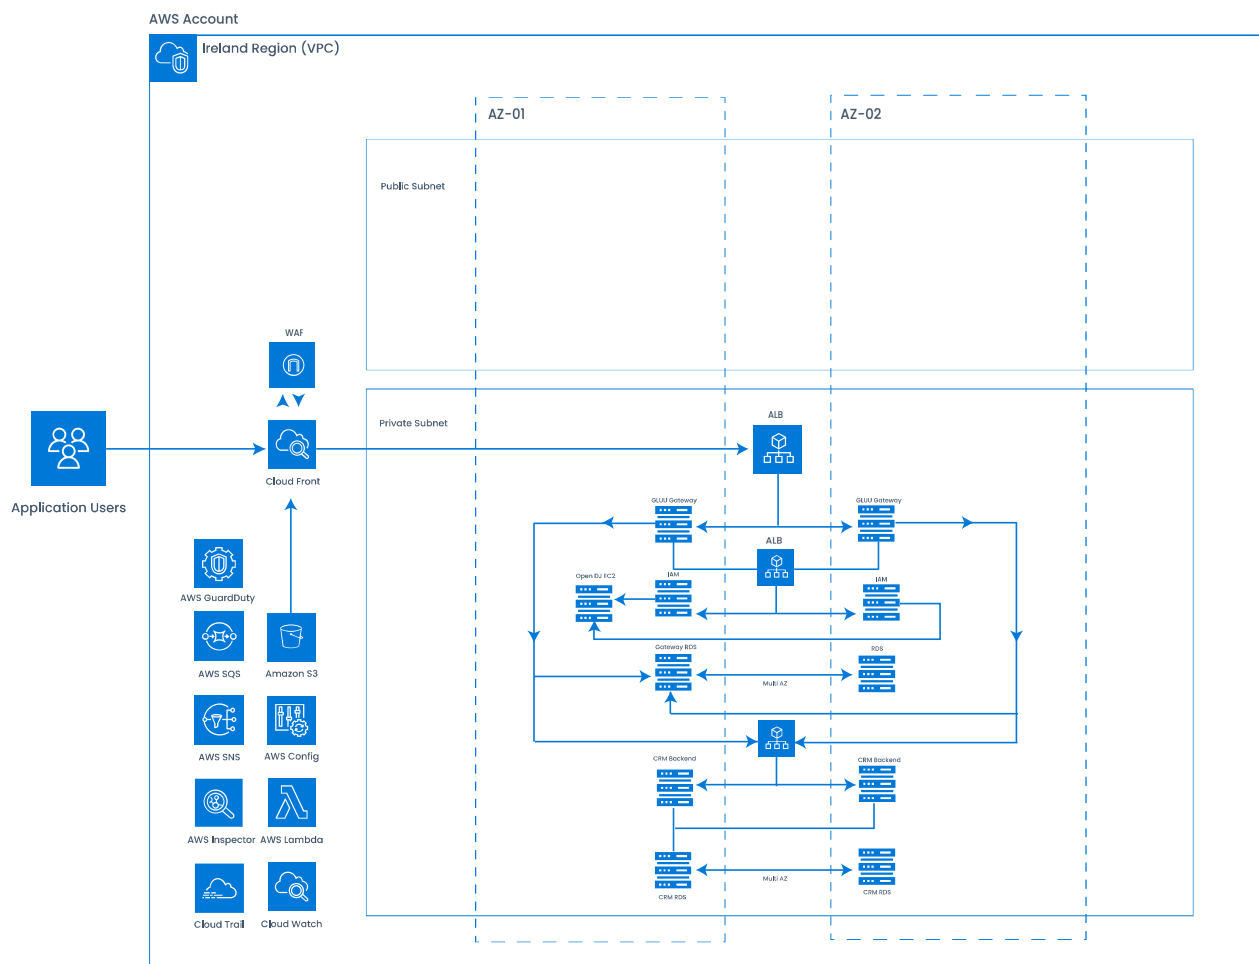 AWS Account
Ireland Region (VPC)
AZ-01
AZ-02
Public Subnet
WAF
Private Subnet
ALB
Cloud Front
Application Users
GLUU Gateway
GLUU Gateway
ALB
Open DJ EC2
IAM
IAM
AWS GuardDuty
Gateway RDS
RDS
AWS SQS
Amazon S3
Multi AZ
AWS SNS
AWS Config
CRM Backend
CRM Backend
AWS Inspector
AWS Lambda
Multi AZ
CRM RDS
CRM RDS
Cloud Trail
Cloud Watch